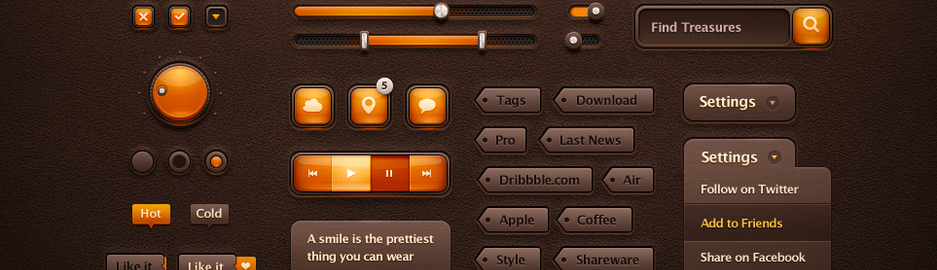 Find Treasures
5
Tags
Download
Settings
Pro
Last News
Settings
Dribbble.com
Air
Follow on Twitter
Hot
Cold
Apple
Coffee
Add to Friends
A smile is the prettiest
thing you can wear
Like it
Like it
Style
Shareware
Share on Facebook